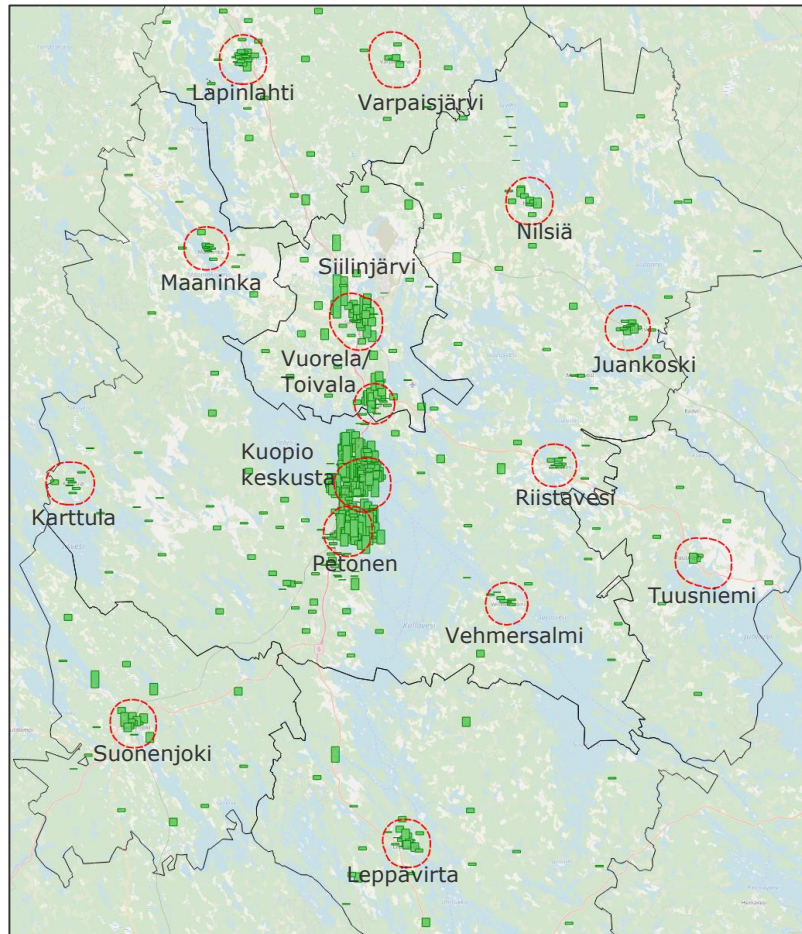 Lapinlahti
Varpaisjärvi
Nilsiä
Maaninka
Siilinjärvi
Vuorela/
Toivala
Juankoski
Kuopio
keskusta
Karttula
Riistavesi
Petonen
Tuusniemi
Vehmersalmi
Suonenjoki
Leppävirta